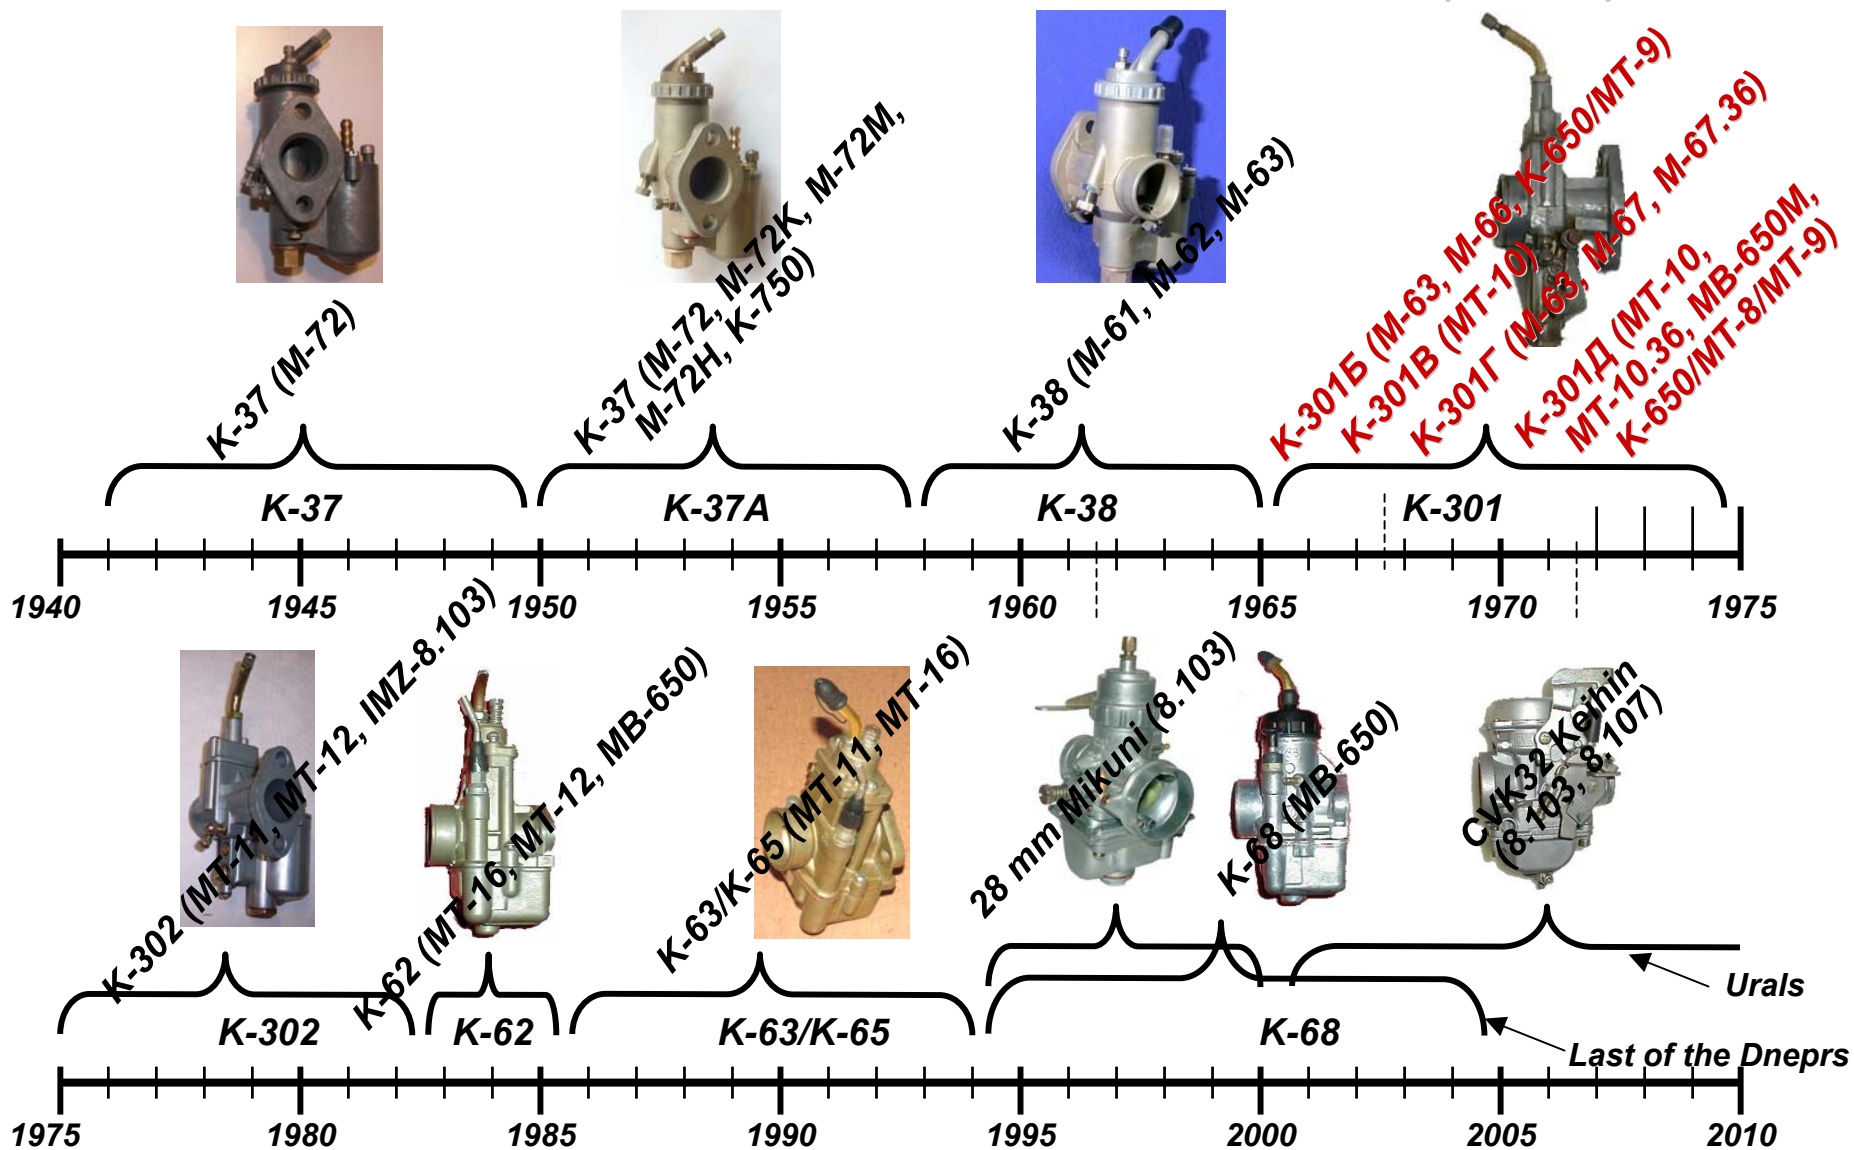 K-37 (M-72)
K-37 (M-72, M-72K, M-72M,
M-72H, K-750)
K-38 (M-61, M-62, M-63)
K-301Б (M-63, M-66, K-650/MT-9)
K-301В (MT-10)
K-301Г (M-63, M-67, M-67.36)
K-301Д (MT-10,
MT-10.36, MB-650M,
K-650/MT-8/MT-9)
K-37
K-37A
K-38
K-301
1940
1945
1950
1955
1960
1965
1970
1975
K-302 (MT-11, MT-12, IMZ-8.103)
K-62 (MT-16, MT-12, MB-650)
K-63/K-65 (MT-11, MT-16)
28 mm Mikuni (8.103)
K-68 (MB-650)
CVK32 Keihin
(8.103, 8.107)
Urals
K-302
K-62
K-63/K-65
K-68
Last of the Dneprs
1975
1980
1985
1990
1995
2000
2005
2010